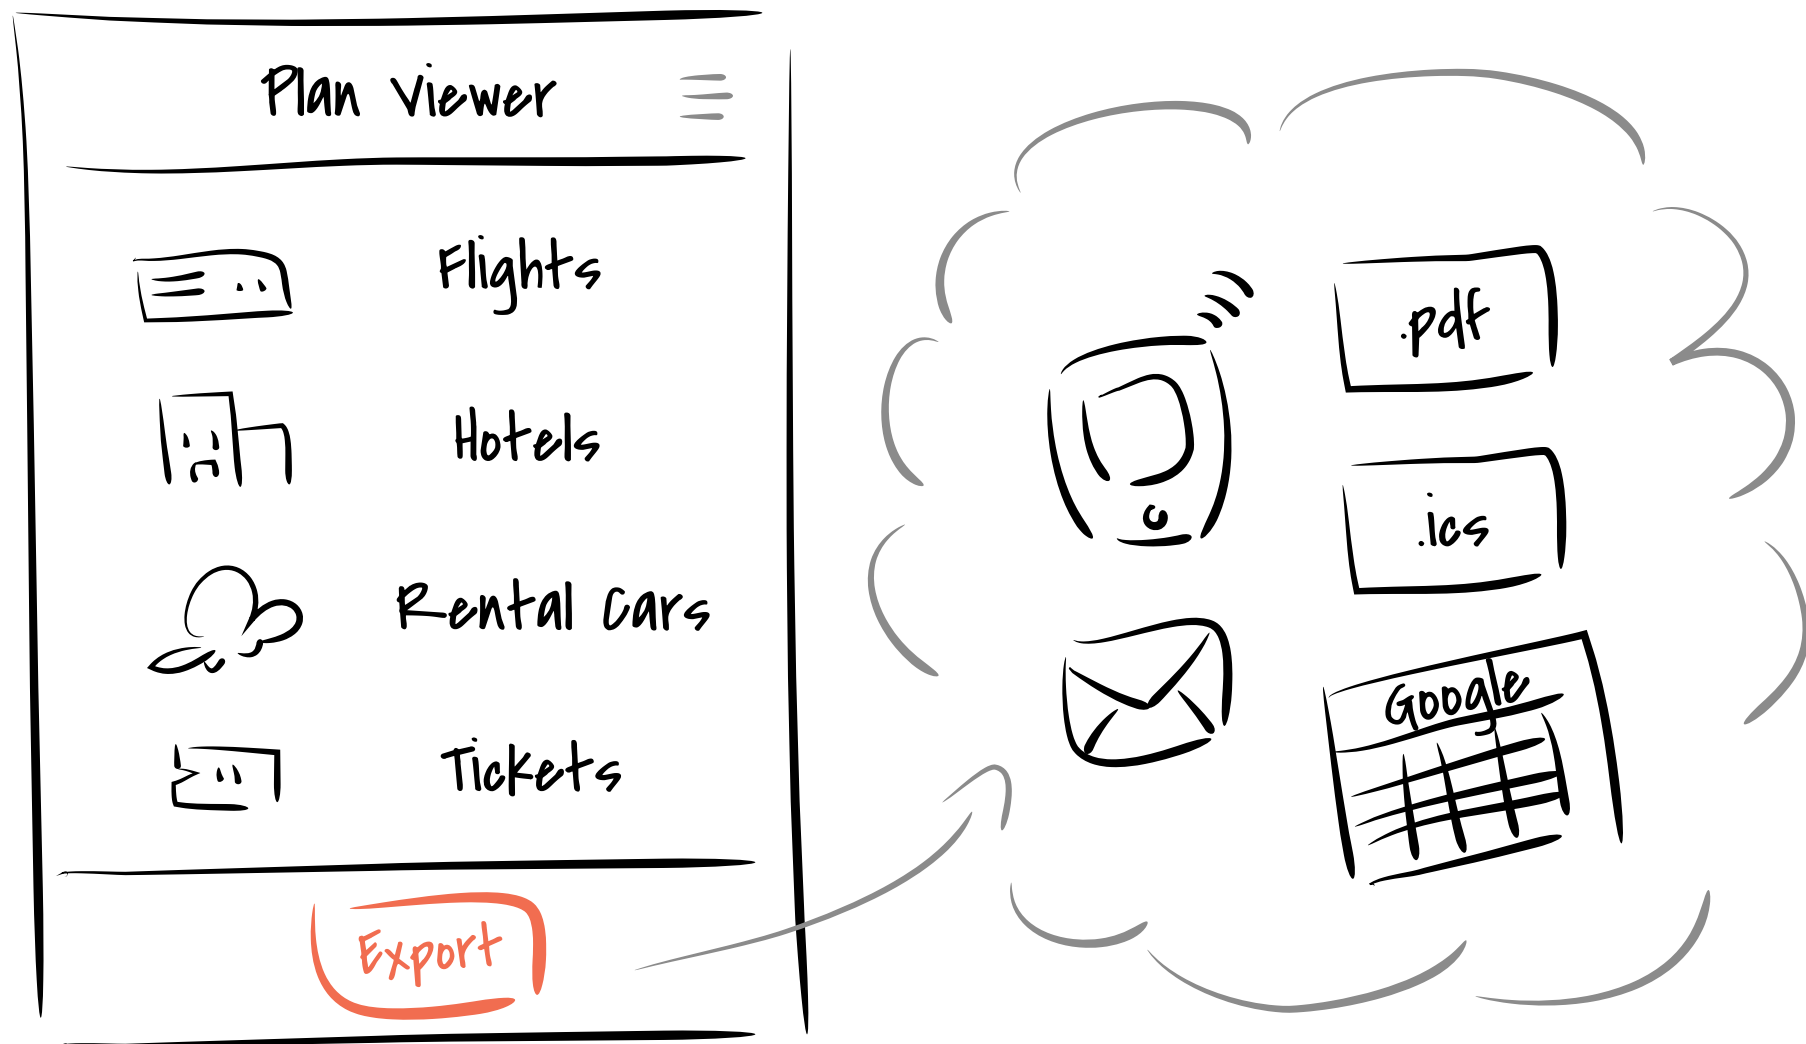 Plan Viewer
Flights
Hotels
Rental Cars
Tickets
Export
.pdf
.ics
Google